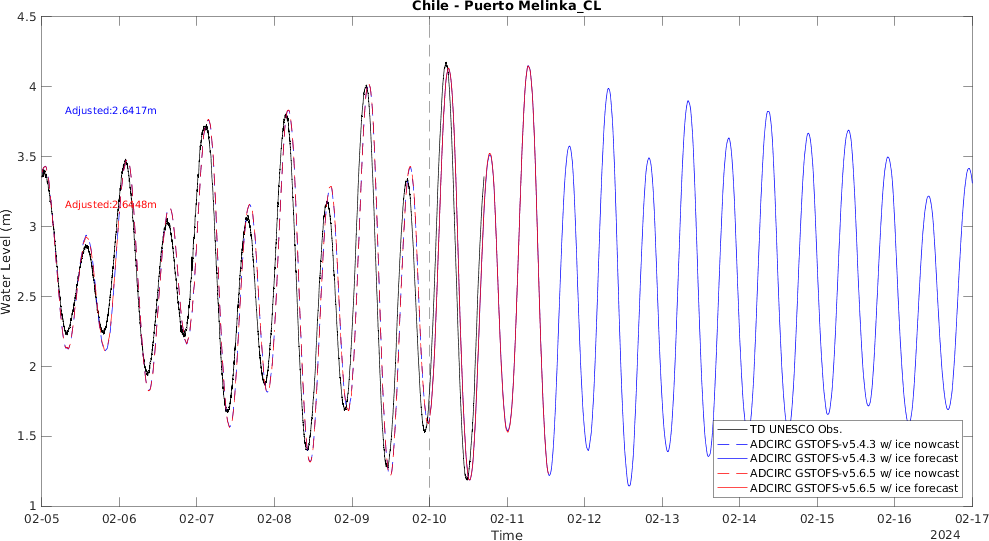 Chile - Puerto Melinka_CL
4.5
4
3.5
3
2.5
2
1.5
1
Water Level (m)
Adjusted:2.6417m
Adjusted:2.6448m
TD UNESCO Obs.
ADCIRC GSTOFS-v5.4.3 w/ ice nowcast
ADCIRC GSTOFS-v5.4.3 w/ ice forecast
ADCIRC GSTOFS-v5.6.5 w/ ice nowcast
ADCIRC GSTOFS-v5.6.5 w/ ice forecast
02-05 02-06 02-07 02-08 02-09 02-10 02-11 02-12 02-13 02-14 02-15 02-16 02-17
Time
2024